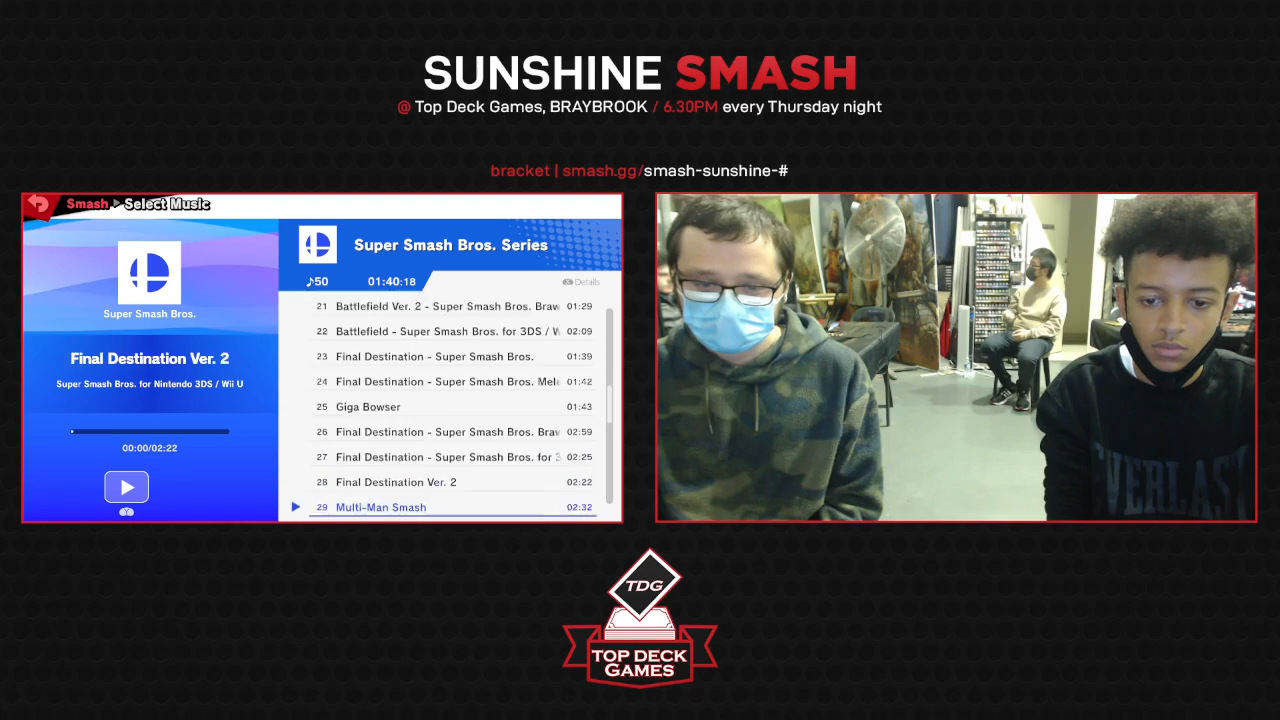 SUNSHINE SMASH
@ Top Deck Games, BRAYBROOK / 6.30PM every Thursday night
bracket | smash.gg/smash-sunshine-#
Smash Select Music
Super Smash Bros.
Final Destination Ver. 2
Super Smash Bros. for Nintendo 3DS / Wii U
00:00/02:22
Super Smash Bros. Series
♪50 01:40:18 Details
21 Battlefield Ver. 2 - Super Smash Bros. Braw 01:29
22 Battlefield - Super Smash Bros. for 3DS / W 02:09
23 Final Destination - Super Smash Bros. 01:39
24 Final Destination - Super Smash Bros. Mele 01:42
25 Giga Bowser 01:43
26 Final Destination - Super Smash Bros. Braw 02:59
27 Final Destination - Super Smash Bros. for 3 02:25
28 Final Destination Ver. 2 02:22
29 Multi-Man Smash 02:32
EVERLAST
TDG
TOP DECK
GAMES